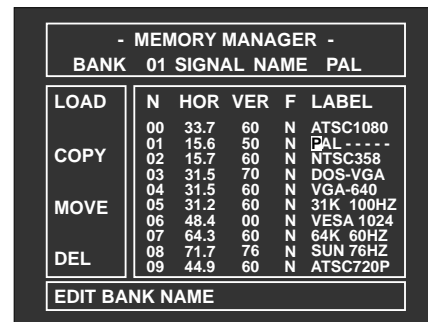 - MEMORY MANAGER -
BANK 01 SIGNAL NAME PAL
LOAD
COPY
MOVE
DEL
N HOR VER F LABEL
00 33.7 60 N ATSC1080
01 15.6 50 N PAL-----
02 15.7 60 N NTSC358
03 31.5 70 N DOS-VGA
04 31.5 60 N VGA-640
05 31.2 60 N 31K 100HZ
06 48.4 00 N VESA 1024
07 64.3 60 N 64K 60HZ
08 71.7 76 N SUN 76HZ
09 44.9 60 N ATSC720P
EDIT BANK NAME